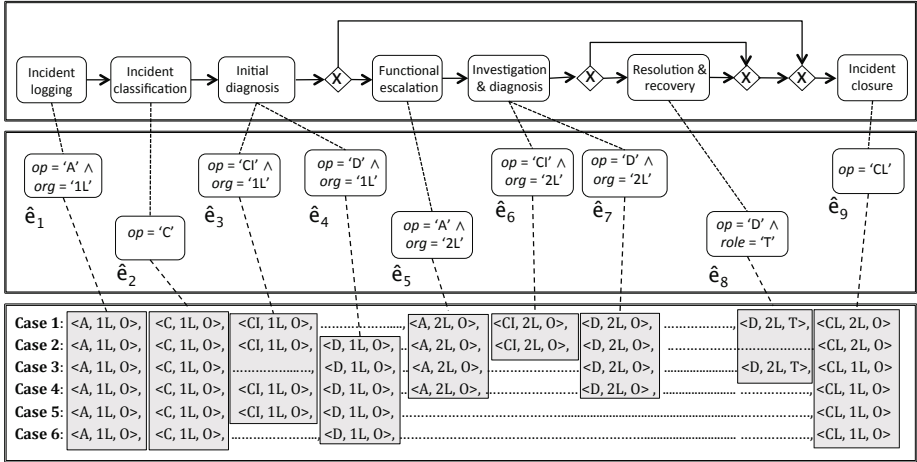 X
Incident logging
Incident classification
Initial diagnosis
X
Functional escalation
Investigation & diagnosis
X
Resolution & recovery
X
X
Incident closure
op = 'A' ∧
org = '1L'
ê1
op = 'C'
ê2
op = 'CI' ∧
org = '1L'
ê3
op = 'D' ∧
org = '1L'
ê4
op = 'A' ∧
org = '2L'
ê5
op = 'CI' ∧
org = '2L'
ê6
op = 'D' ∧
org = '2L'
ê7
op = 'D' ∧
role = 'T'
ê8
op = 'CL'
ê9
Case 1: <A, 1L, O>, <C, 1L, O>, <CI, 1L, O>, ......................, <A, 2L, O>, <CI, 2L, O>, <D, 2L, O>, ..................... <D, 2L, T>, <CL, 2L, O>
Case 2: <A, 1L, O>, <C, 1L, O>, <CI, 1L, O>, <D, 1L, O>, <A, 2L, O>, <CI, 2L, O>, <D, 2L, O>, ..................... <CL, 2L, O>
Case 3: <A, 1L, O>, <C, 1L, O>, ....................., <D, 1L, O>, <A, 2L, O>, ..................... <D, 2L, O>, ..................... <D, 2L, T>, <CL, 1L, O>
Case 4: <A, 1L, O>, <C, 1L, O>, <CI, 1L, O>, <D, 1L, O>, <A, 2L, O>, ..................... <D, 2L, O>, ..................... <CL, 1L, O>
Case 5: <A, 1L, O>, <C, 1L, O>, <CI, 1L, O>, <D, 1L, O>, ..................... <CL, 1L, O>
Case 6: <A, 1L, O>, <C, 1L, O>, ....................., <D, 1L, O>, ..................... <CL, 1L, O>